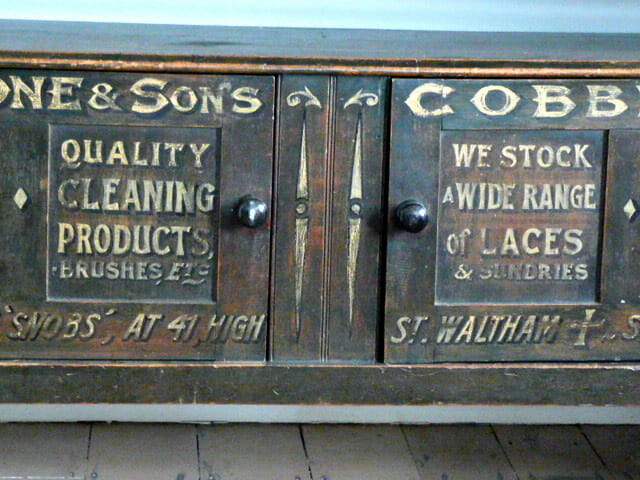 ONE & SONS
QUALITY
CLEANING
PRODUCTS,
BRUSHES, ETC
'SNOBS', AT 41, HIGH
COBB
WE STOCK
A WIDE RANGE
of LACES
& SUNDRIES
ST. WALTHAM